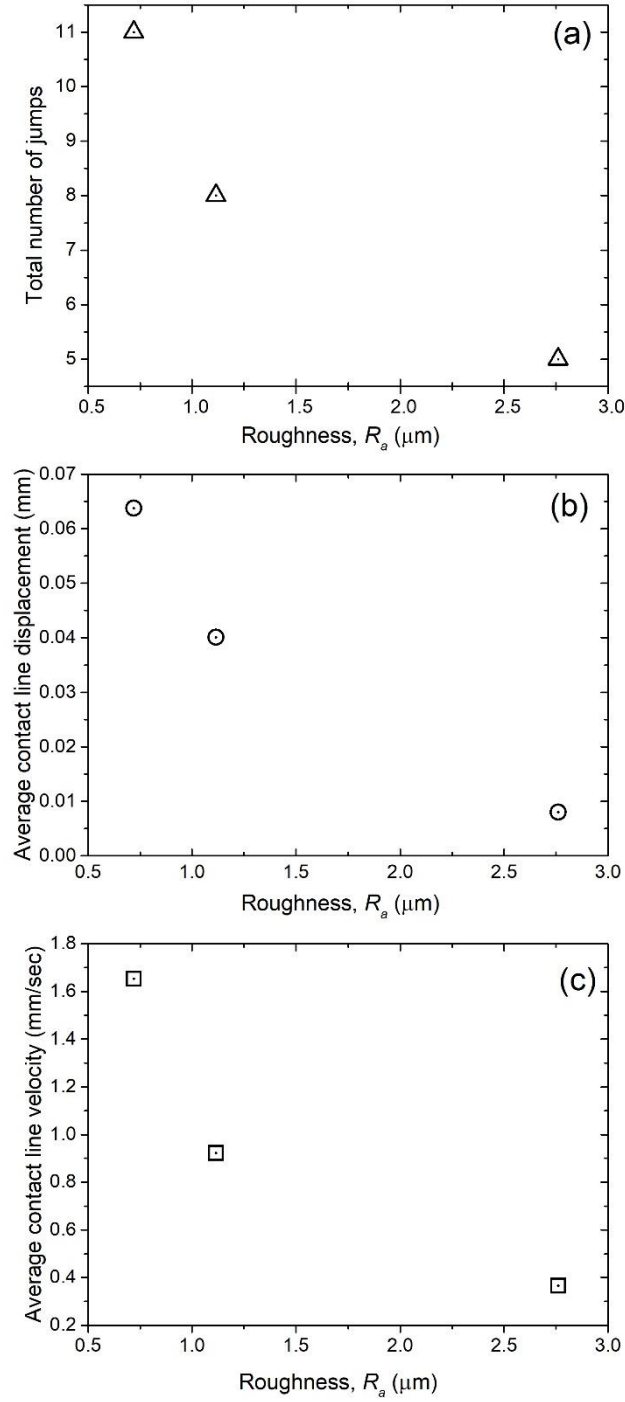 (a)
Total number of jumps
11
10
9
8
7
6
5
0.5 1.0 1.5 2.0 2.5 3.0
Roughness, Rₐ (μm)
(b)
Average contact line displacement (mm)
0.07
0.06
0.05
0.04
0.03
0.02
0.01
0.00
0.5 1.0 1.5 2.0 2.5 3.0
Roughness, Rₐ (μm)
(c)
Average contact line velocity (mm/sec)
1.8
1.6
1.4
1.2
1.0
0.8
0.6
0.4
0.2
0.5 1.0 1.5 2.0 2.5 3.0
Roughness, Rₐ (μm)